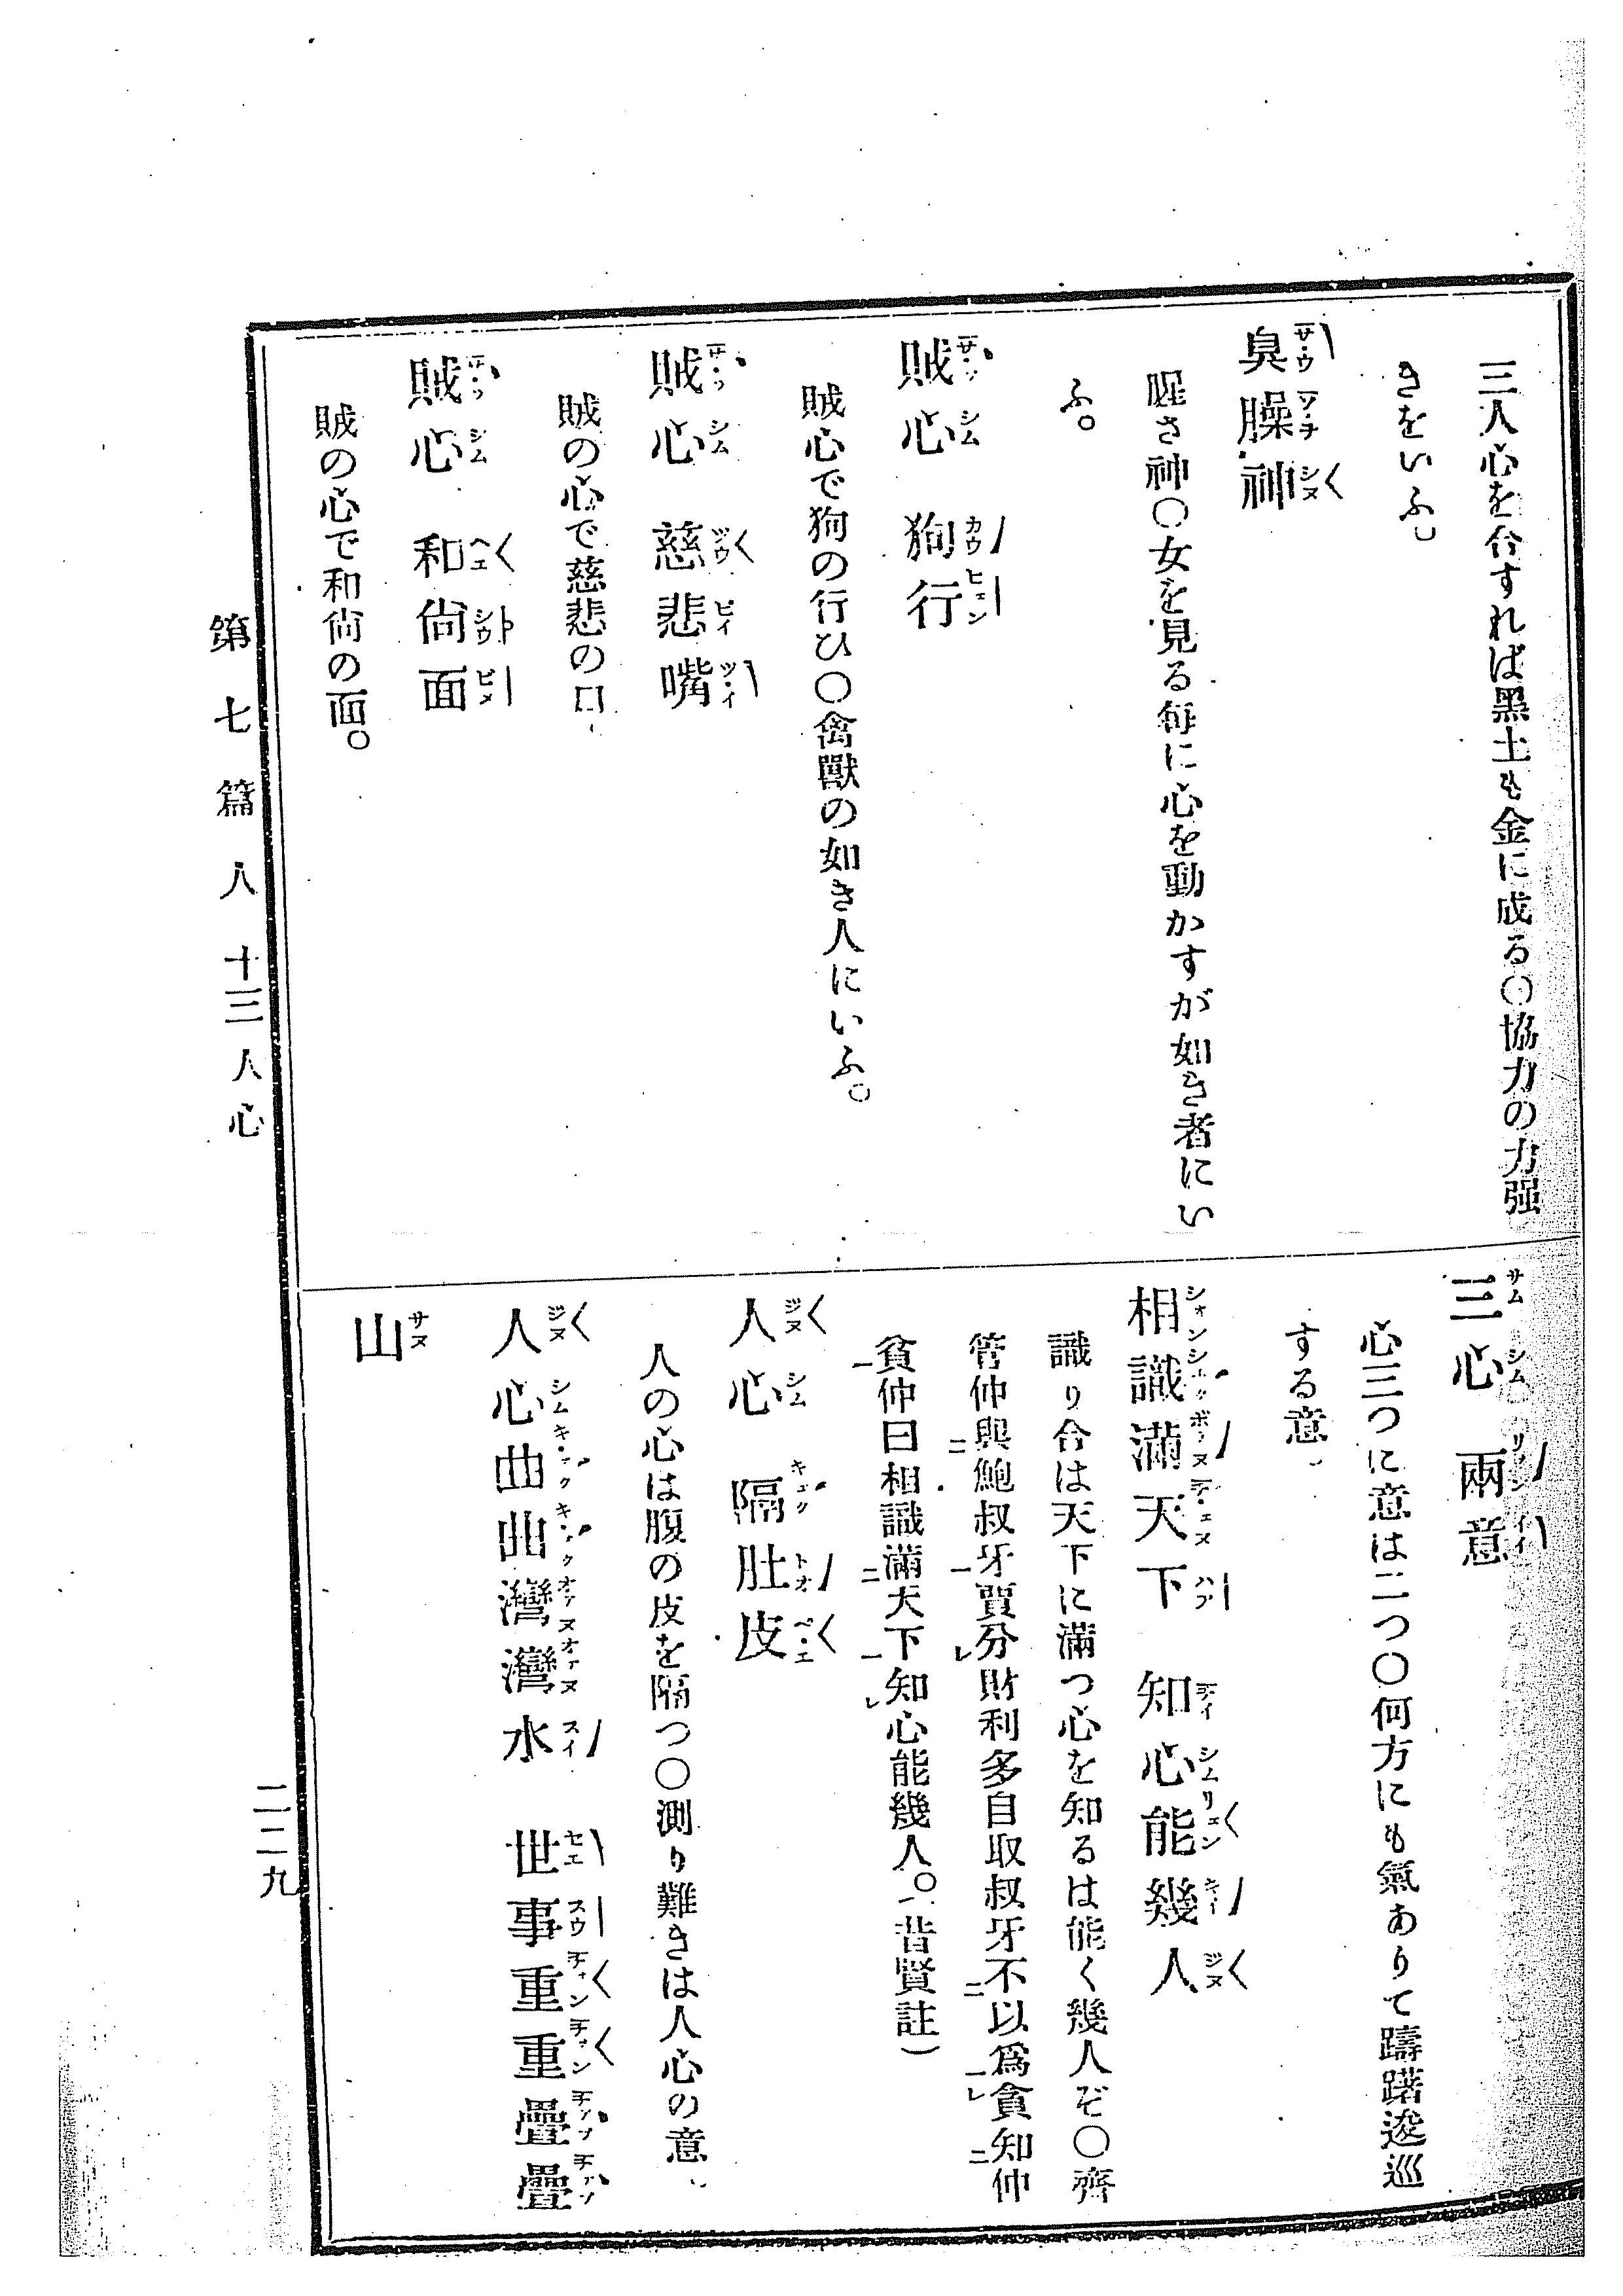 三人心を合すれば黑土も金に成る〇協力の力强
きをいふ。
臭臊神
腥さ神〇女を見る每に心を動かすが如き者にい
ふ。
賊心 狗行
賊心で狗の行ひ〇禽獸の如き人にいふ。
賊心 慈悲嘴
賊の心で慈悲の口、
賊心 和尙面
賊の心で和尙の面。
三心 兩意
心三つに意は二つ〇何方にも氣ありて躊躇逡巡
する意、
相識滿天下 知心能幾人
識り合は天下に滿つ心を知るは能く幾人ぞ〇齊
管仲與鮑叔牙賈分財利多自取叔牙不以爲貪知仲
貧仲曰相識滿天下知心能幾人。(昔賢註)
人心 隔肚皮
人の心は腹の皮を隔つ〇測り難きは人心の意、
人心曲曲灣灣水 世事重重疊疊
山
第七篇 人 十三 人心
二二九